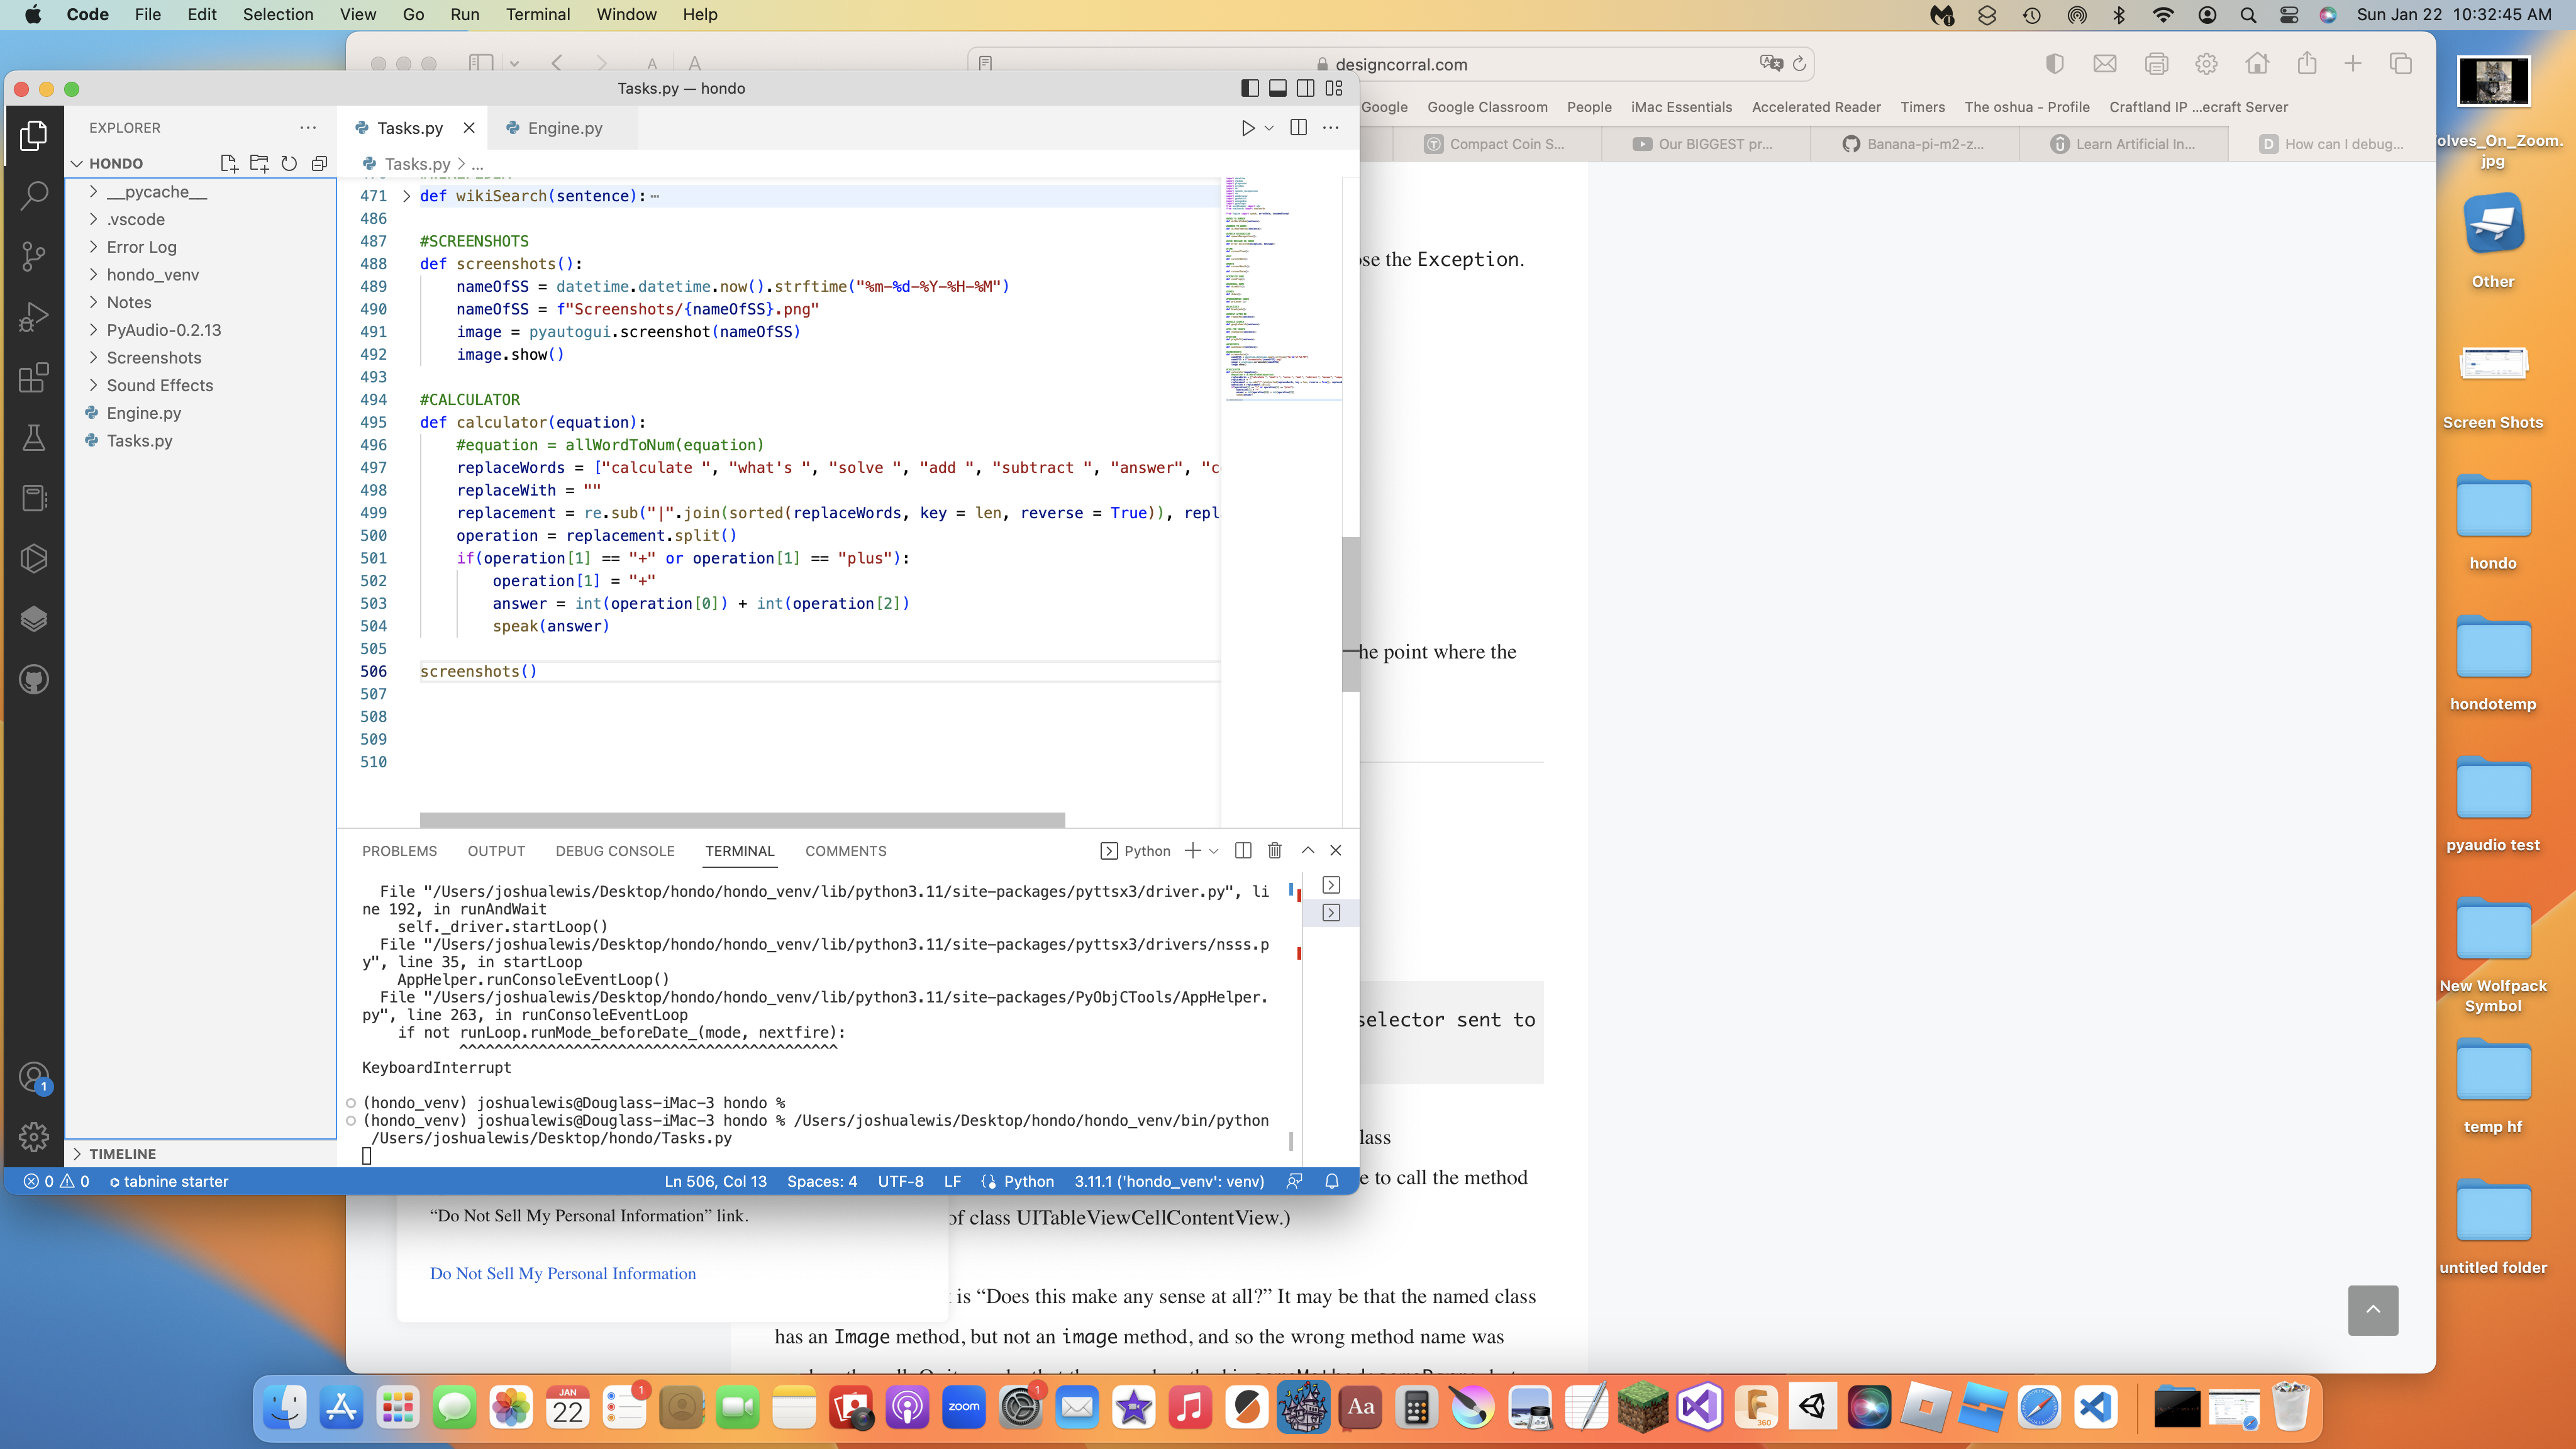 Code File Edit Selection View Go Run Terminal Window Help
Sun Jan 22 10:32:45 AM
designcorral.com
Google Google Classroom People iMac Essentials Accelerated Reader Timers The oshua - Profile Craftland IP ...ecraft Server
Compact Coin S... Our BIGGEST pr... Banana-pi-m2-z... Learn Artificial In... How can I debug...
Tasks.py — hondo
EXPLORER
HONDO
__pycache__
.vscode
Error Log
hondo_venv
Notes
PyAudio-0.2.13
Screenshots
Sound Effects
Engine.py
Tasks.py
TIMELINE
Tasks.py Engine.py
Tasks.py > ...
471 def wikiSearch(sentence):
486
487 #SCREENSHOTS
488 def screenshots():
489 nameOfSS = datetime.datetime.now().strftime("%m-%d-%Y-%H-%M")
490 nameOfSS = f"Screenshots/{nameOfSS}.png"
491 image = pyautogui.screenshot(nameOfSS)
492 image.show()
493
494 #CALCULATOR
495 def calculator(equation):
496 #equation = allWordToNum(equation)
497 replaceWords = ["calculate ", "what's ", "solve ", "add ", "subtract ", "answer", "c
498 replaceWith = ""
499 replacement = re.sub("|".join(sorted(replaceWords, key = len, reverse = True)), repl
500 operation = replacement.split()
501 if(operation[1] == "+" or operation[1] == "plus"):
502 operation[1] = "+"
503 answer = int(operation[0]) + int(operation[2])
504 speak(answer)
505
506 screenshots()
507
508
509
510
PROBLEMS OUTPUT DEBUG CONSOLE TERMINAL COMMENTS
Python
File "/Users/joshualewis/Desktop/hondo/hondo_venv/lib/python3.11/site-packages/pyttsx3/driver.py", li
ne 192, in runAndWait
self._driver.startLoop()
File "/Users/joshualewis/Desktop/hondo/hondo_venv/lib/python3.11/site-packages/pyttsx3/drivers/nsss.p
y", line 35, in startLoop
AppHelper.runConsoleEventLoop()
File "/Users/joshualewis/Desktop/hondo/hondo_venv/lib/python3.11/site-packages/PyObjCTools/AppHelper.
py", line 263, in runConsoleEventLoop
if not runLoop.runMode_beforeDate_(mode, nextfire):
^^^^^^^^^^^^^^^^^^^^^^^^^^^^^^^^^^^^^^^^^^
KeyboardInterrupt
(hondo_venv) joshualewis@Douglass-iMac-3 hondo %
(hondo_venv) joshualewis@Douglass-iMac-3 hondo % /Users/joshualewis/Desktop/hondo/hondo_venv/bin/python
/Users/joshualewis/Desktop/hondo/Tasks.py
1
0 0 tabnine starter
Ln 506, Col 13 Spaces: 4 UTF-8 LF Python 3.11.1 ('hondo_venv': venv)
se the Exception.
he point where the
selector sent to
lass
e to call the method
of class UITableViewCellContentView.)
is “Does this make any sense at all?” It may be that the named class
has an Image method, but not an image method, and so the wrong method name was
“Do Not Sell My Personal Information” link.
Do Not Sell My Personal Information
olves_On_Zoom.
jpg
Other
Screen Shots
hondo
hondotemp
pyaudio test
New Wolfpack
Symbol
temp hf
untitled folder
JAN
22
1
zoom
1
Aa
360